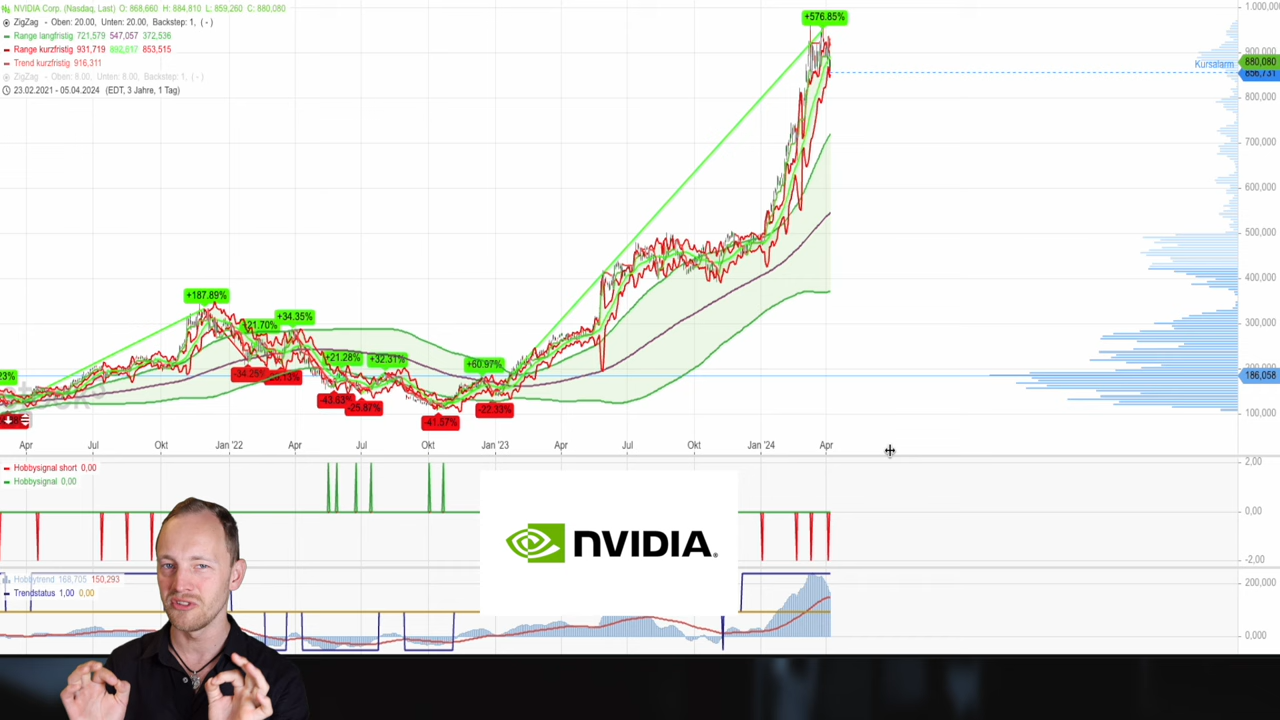 NVIDIA Corp. (Nasdaq, Last) O: 868,660 H: 884,810 L: 859,260 C: 880,080
ZigZag - Oben: 20.00, Unten: 20.00, Backstep: 1, ( - )
Range langfristig 721,579 547,057 372,536
Range kurzfristig 931,719 892,617 853,515
Trend kurzfristig 916,311
ZigZag - Oben: 8.00, Unten: 8.00, Backstep: 1, ( - )
23.02.2021 - 05.04.2024 (EDT, 3 Jahre, 1 Tag)
+576.85%
1.000,000
900,000
Kursalarm
880,080
856,731
800,000
700,000
600,000
500,000
400,000
300,000
200,000
186,058
100,000
+187.89%
+21.70%
+34.35%
-34.25%
23%
+21.28%
+32.31%
+60.97%
-43.63%
-25.87%
-41.57%
-22.33%
Apr Jul Okt Jan '22 Apr Jul Okt Jan '23 Apr Jul Okt Jan '24 Apr
Hobbysignal short 0,00
Hobbysignal 0,00
2,00
0,00
-2,00
NVIDIA.
Hobbytrend 168,705 150,293
Trendstatus 1,00 0,00
200,000
0,000